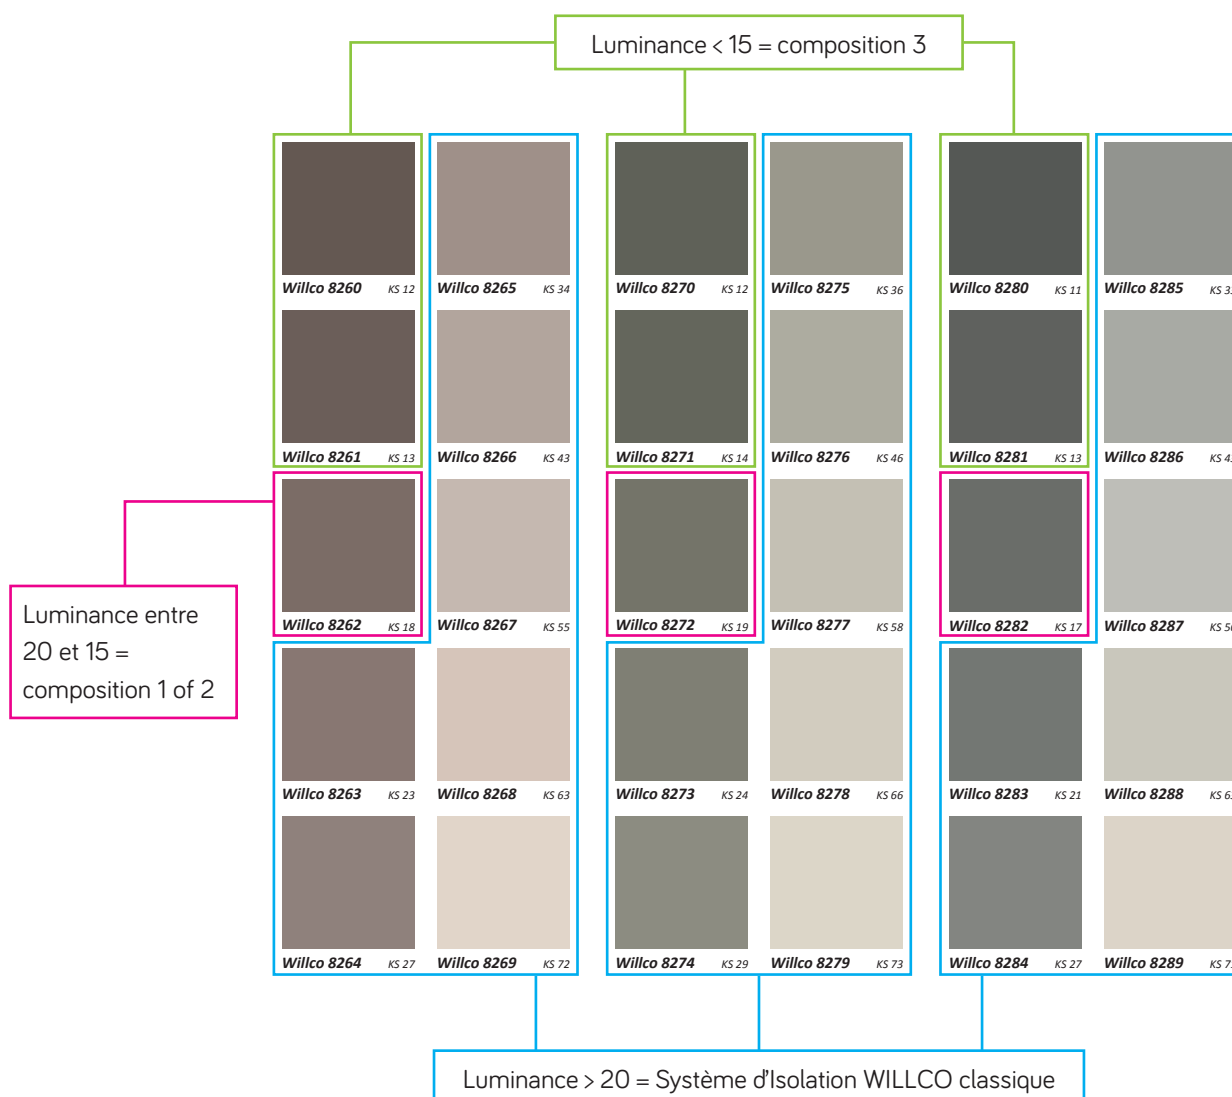 Luminance < 15 = composition 3
Willco 8260 KS 12 Willco 8265 KS 34 Willco 8270 KS 12 Willco 8275 KS 36 Willco 8280 KS 11 Willco 8285
Willco 8261 KS 13 Willco 8266 KS 43 Willco 8271 KS 14 Willco 8276 KS 46 Willco 8281 KS 13 Willco 8286
Willco 8262 KS 18 Willco 8267 KS 55 Willco 8272 KS 19 Willco 8277 KS 58 Willco 8282 KS 17 Willco 8287
Luminance entre
20 et 15 =
composition 1 of 2
Willco 8263 KS 23 Willco 8268 KS 63 Willco 8273 KS 24 Willco 8278 KS 66 Willco 8283 KS 21 Willco 8288
Willco 8264 KS 27 Willco 8269 KS 72 Willco 8274 KS 29 Willco 8279 KS 73 Willco 8284 KS 27 Willco 8289
Luminance > 20 = Système d'Isolation WILLCO classique